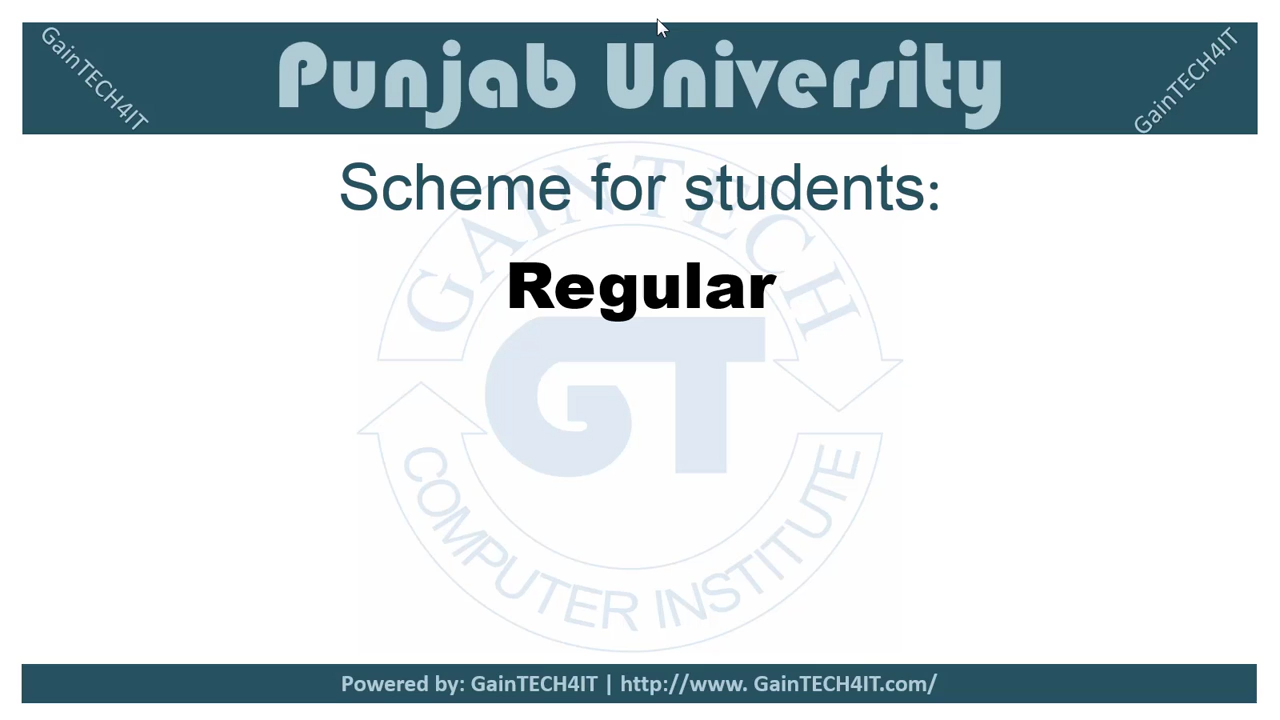 GainTECH4IT
Punjab University
GainTECH4IT
Scheme for students:
Regular
GAINTECH
GT
COMPUTER INSTITUTE
Powered by: GainTECH4IT | http://www. GainTECH4IT.com/